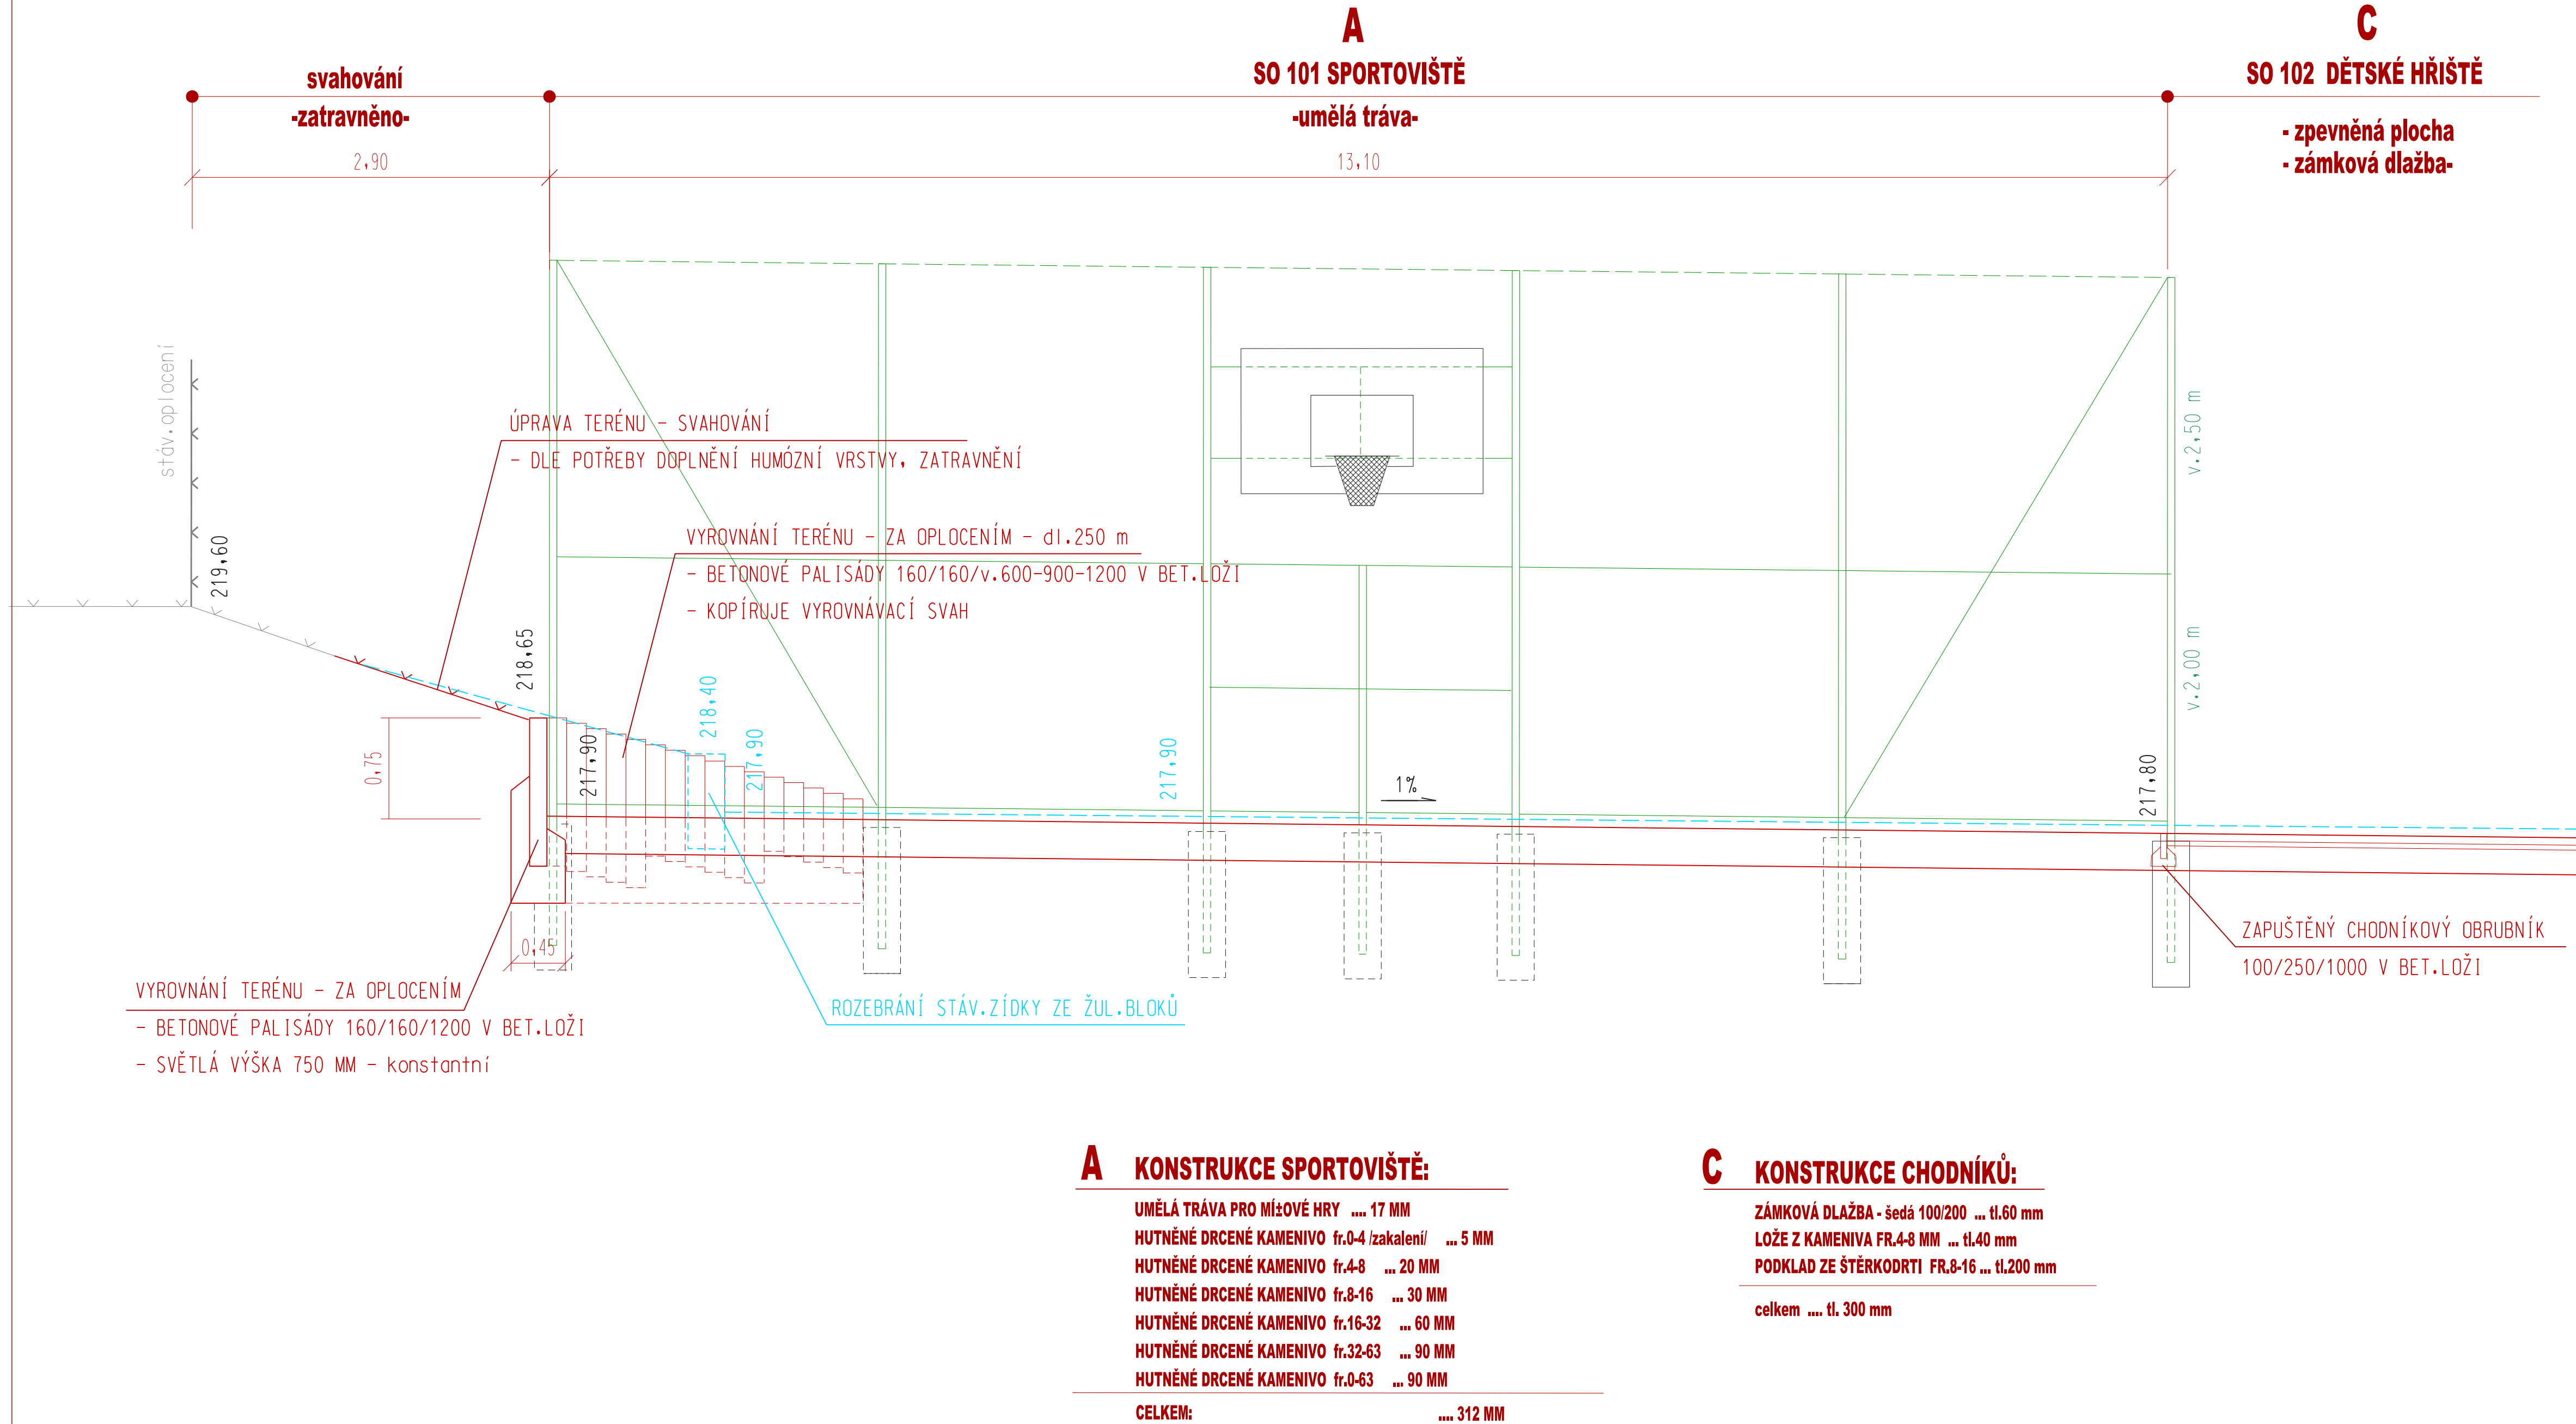 A
SO 101 SPORTOVIŠTĚ
-umělá tráva-
C
SO 102 DĚTSKÉ HŘIŠTĚ
- zpevněná plocha
- zámková dlažba-
svahování
-zatravněno-
2,90
13,10
stáv.oplocení
219,60
ÚPRAVA TERÉNU - SVAHOVÁNÍ
- DLE POTŘEBY DOPLNĚNÍ HUMÓZNÍ VRSTVY, ZATRAVNĚNÍ
VYROVNÁNÍ TERÉNU - ZA OPLOCENÍM - dl.250 m
- BETONOVÉ PALISÁDY 160/160/v.600-900-1200 V BET.LOŽI
- KOPÍRUJE VYROVNÁVACÍ SVAH
v.2,50 m
v.2,00 m
218,65
218,40
217,90
217,90
217,90
217,80
0,75
1%
0,45
VYROVNÁNÍ TERÉNU - ZA OPLOCENÍM
- BETONOVÉ PALISÁDY 160/160/1200 V BET.LOŽI
- SVĚTLÁ VÝŠKA 750 MM - konstantní
ROZEBRÁNÍ STÁV.ZÍDKY ZE ŽUL.BLOKŮ
ZAPUŠTĚNÝ CHODNÍKOVÝ OBRUBNÍK
100/250/1000 V BET.LOŽI
A KONSTRUKCE SPORTOVIŠTĚ:
UMĚLÁ TRÁVA PRO MÍ±OVÉ HRY .... 17 MM
HUTNĚNÉ DRCENÉ KAMENIVO fr.0-4 /zakalení/ ... 5 MM
HUTNĚNÉ DRCENÉ KAMENIVO fr.4-8 ... 20 MM
HUTNĚNÉ DRCENÉ KAMENIVO fr.8-16 ... 30 MM
HUTNĚNÉ DRCENÉ KAMENIVO fr.16-32 ... 60 MM
HUTNĚNÉ DRCENÉ KAMENIVO fr.32-63 ... 90 MM
HUTNĚNÉ DRCENÉ KAMENIVO fr.0-63 ... 90 MM
CELKEM: .... 312 MM
C KONSTRUKCE CHODNÍKŮ:
ZÁMKOVÁ DLAŽBA - šedá 100/200 ... tl.60 mm
LOŽE Z KAMENIVA FR.4-8 MM ... tl.40 mm
PODKLAD ZE ŠTĚRKODRTI FR.8-16 ... tl.200 mm
celkem .... tl. 300 mm